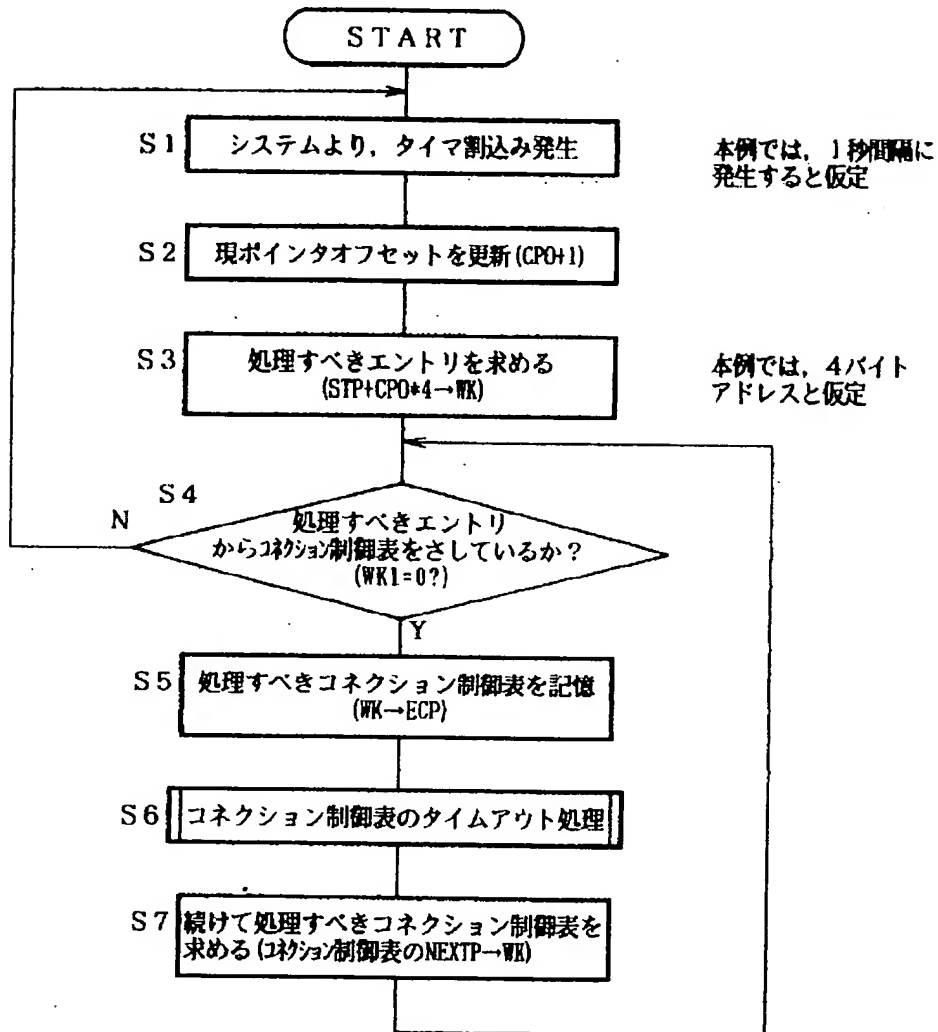 START
S1
システムより，タイマ割込み発生
本例では，1秒間隔に
発生すると仮定
S2
現ポインタオフセットを更新(CPO+1)
S3
処理すべきエントリを求める
(STP+CPO*4→WK)
本例では，4バイト
アドレスと仮定
S4
N
処理すべきエントリ
からコネクション制御表をさしているか？
(WK1=0?)
Y
S5
処理すべきコネクション制御表を記憶
(WK→ECP)
S6
コネクション制御表のタイムアウト処理
S7
続けて処理すべきコネクション制御表を
求める(コネクション制御表のNEXTP→WK)